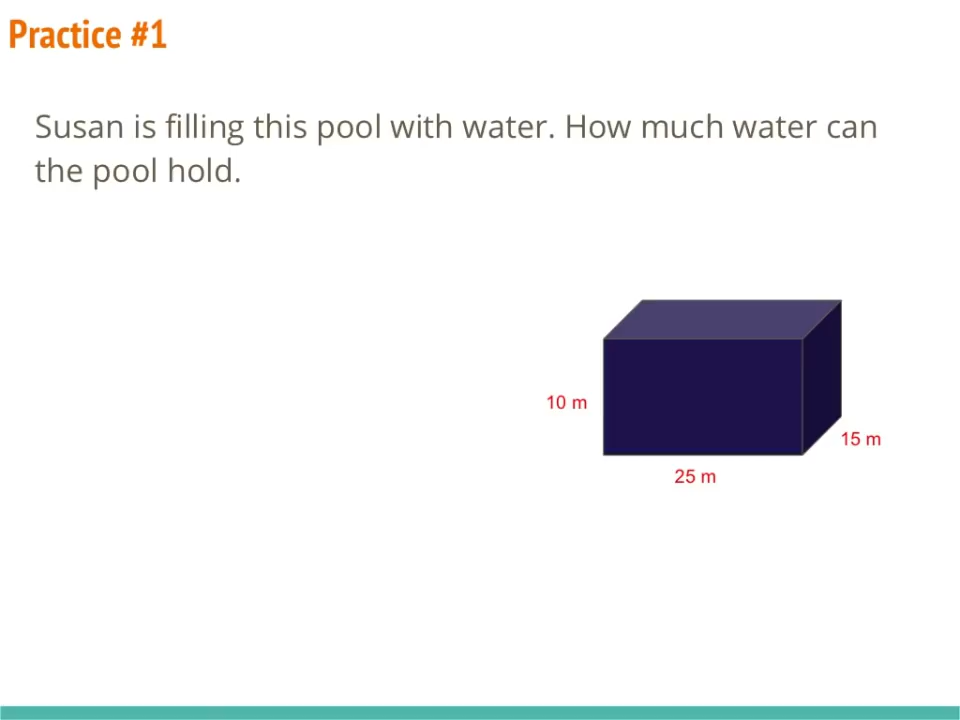 Practice #1
Susan is filling this pool with water. How much water can
the pool hold.
10 m
15 m
25 m